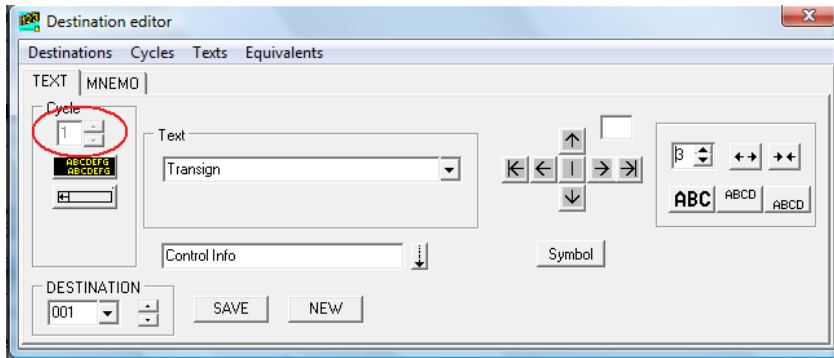 Destination editor
Destinations Cycles Texts Equivalents
TEXT MNEMO
Cycle
1
ABCDEFG
ABCDEFG
Text
Transign
3
ABC ABCD ABCD
Control Info
Symbol
DESTINATION
001
SAVE NEW